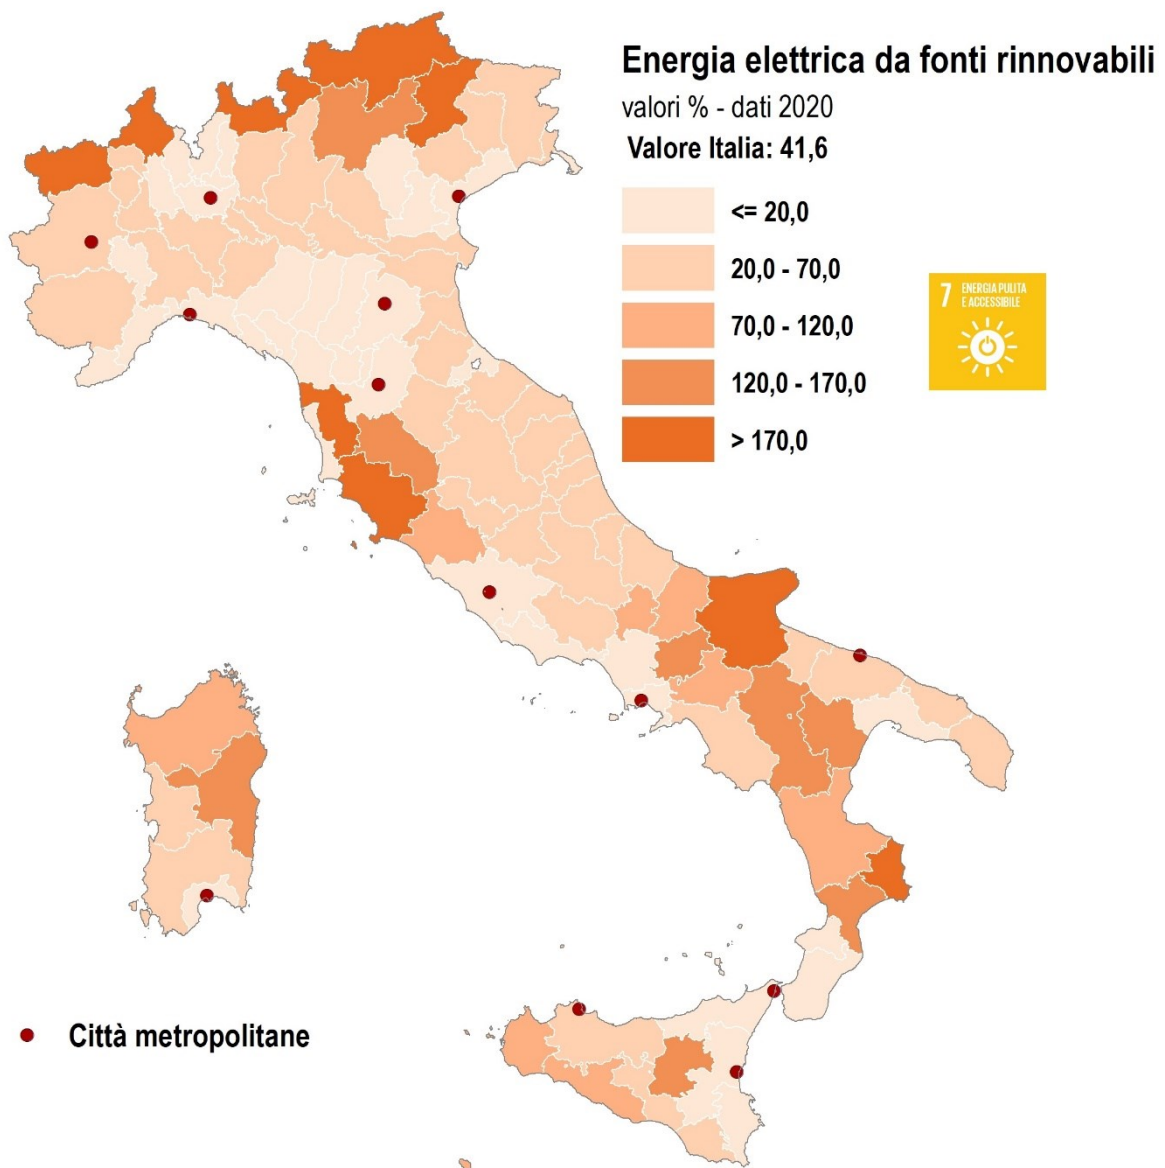 Energia elettrica da fonti rinnovabili
valori % - dati 2020
Valore Italia: 41,6
<= 20,0
20,0 - 70,0
70,0 - 120,0
120,0 - 170,0
> 170,0
7 ENERGIA PULITA
E ACCESSIBILE
Città metropolitane